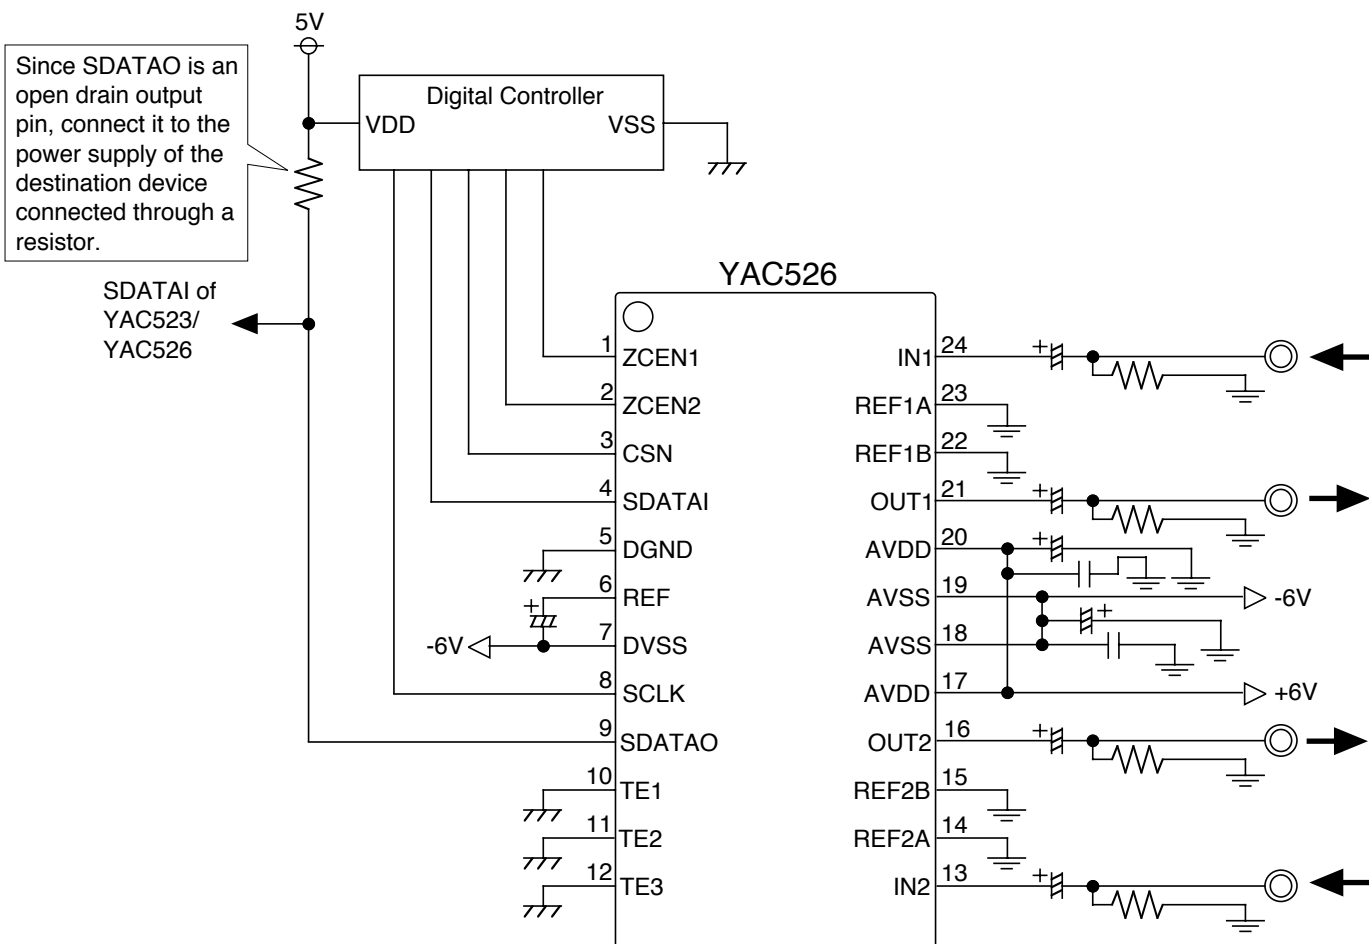 5V
Since SDATAO is an
open drain output
pin, connect it to the
power supply of the
destination device
connected through a
resistor.
Digital Controller
VDD
VSS
SDATAI of
YAC523/
YAC526
YAC526
1 ZCEN1
2 ZCEN2
3 CSN
4 SDATAI
5 DGND
6 REF
+
-6V
7 DVSS
8 SCLK
9 SDATAO
10 TE1
11 TE2
12 TE3
IN1 24 +
REF1A 23
REF1B 22
OUT1 21 +
AVDD 20 +
AVSS 19 -6V
+
AVSS 18
AVDD 17 +6V
OUT2 16 +
REF2B 15
REF2A 14
IN2 13 +